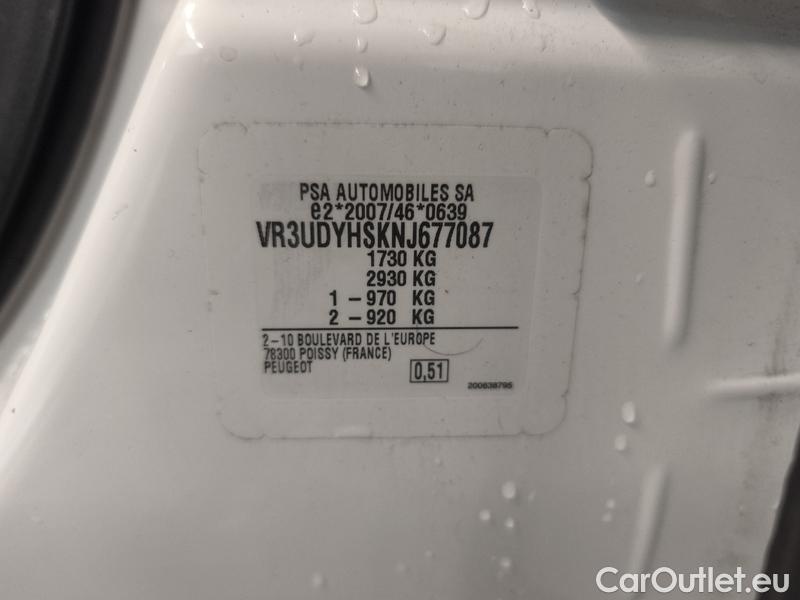 PSA AUTOMOBILES SA
e2*2007/46*0639
VR3UDYHSKNJ677087
1730 KG
2930 KG
1 - 970 KG
2 - 920 KG
2-10 BOULEVARD DE L'EUROPE
78300 POISSY (FRANCE)
PEUGEOT
0,51
200638795
CarOutlet.eu